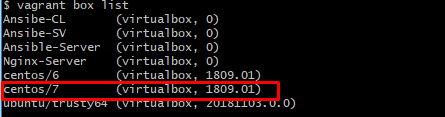 $ vagrant box list
Ansibe-CL (virtualbox, 0)
Ansibe-SV (virtualbox, 0)
Ansible-Server (virtualbox, 0)
Nginx-Server (virtualbox, 0)
centos/6 (virtualbox, 1809.01)
centos/7 (virtualbox, 1809.01)
ubuntu/trusty64 (virtualbox, 20181103.0.0)